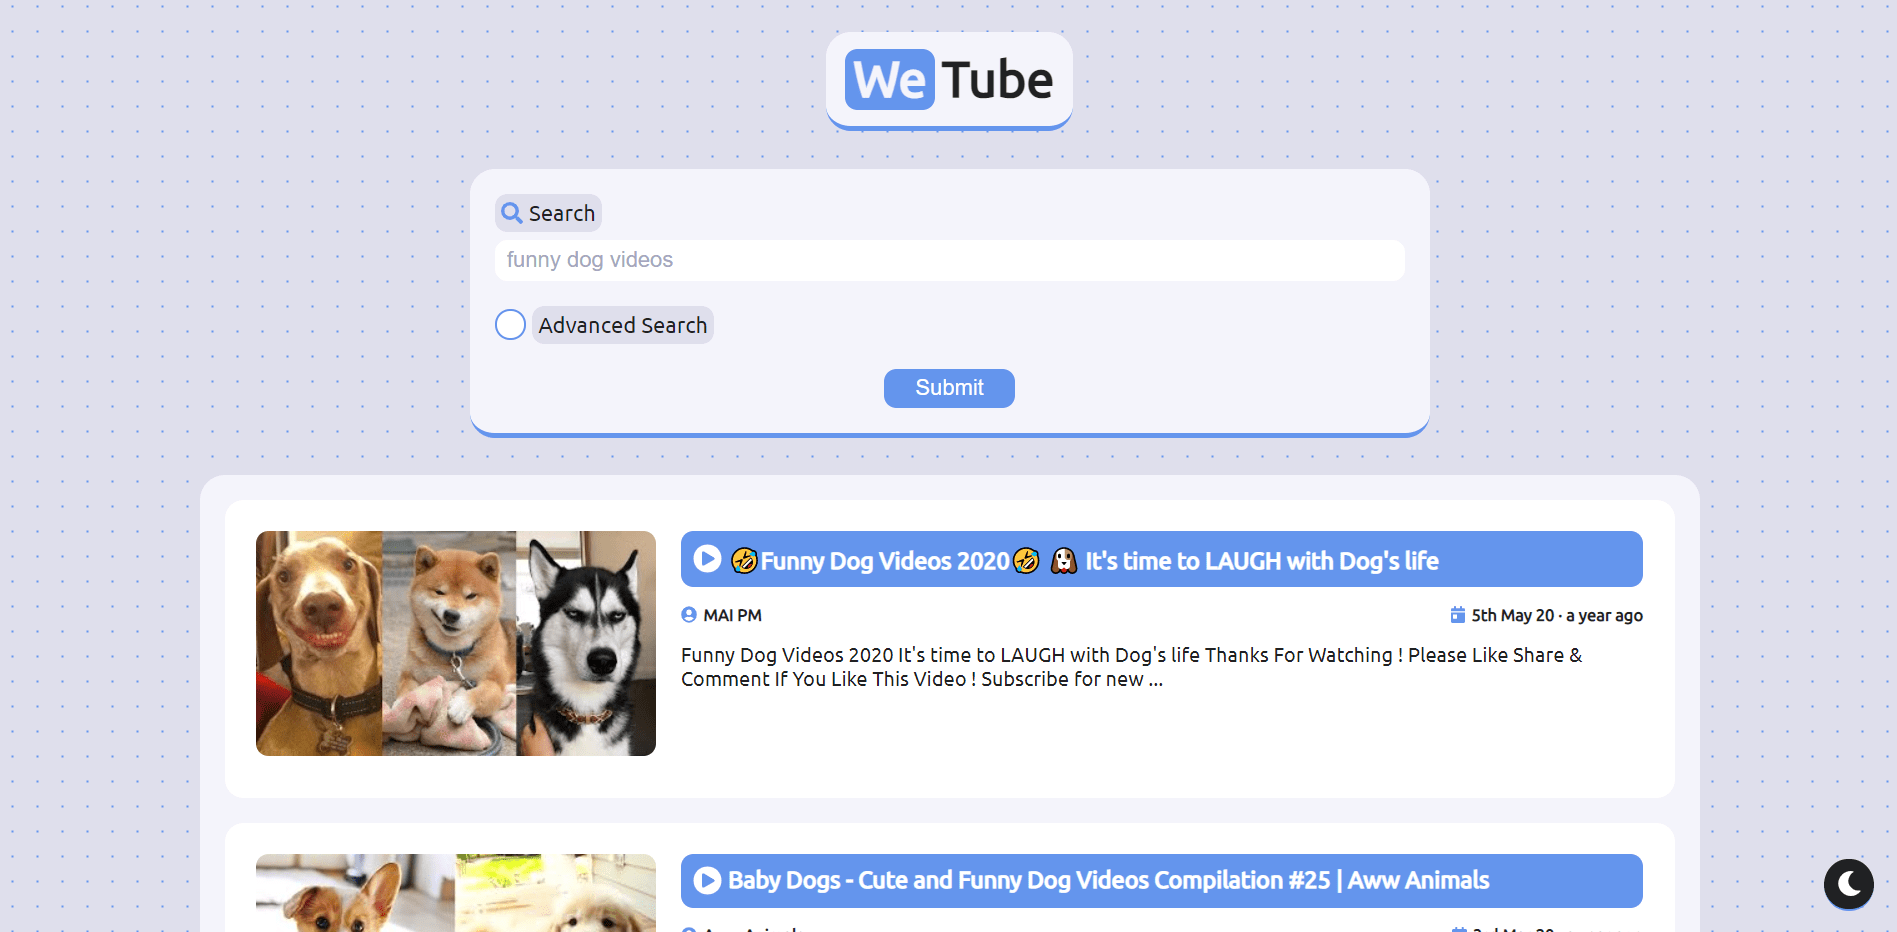 We Tube
Search
funny dog videos
Advanced Search
Submit
🤣Funny Dog Videos 2020🤣 🐶 It's time to LAUGH with Dog's life
MAI PM
5th May 20 · a year ago
Funny Dog Videos 2020 It's time to LAUGH with Dog's life Thanks For Watching ! Please Like Share &
Comment If You Like This Video ! Subscribe for new ...
Baby Dogs - Cute and Funny Dog Videos Compilation #25 | Aww Animals